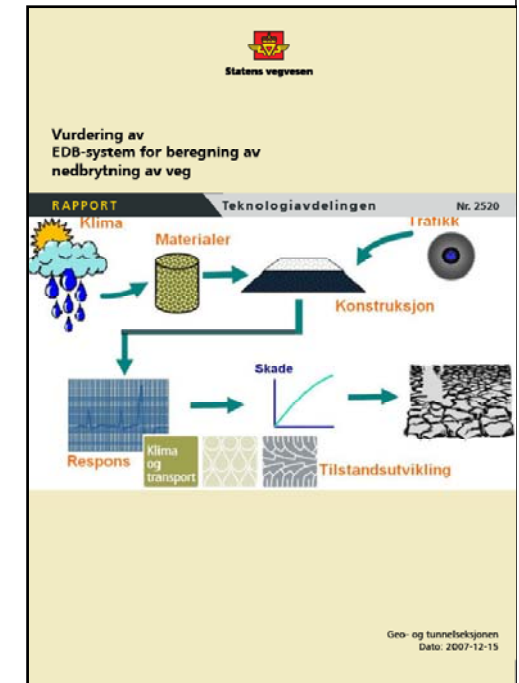 Statens vegvesen
Vurdering av
EDB-system for beregning av
nedbrytning av veg
RAPPORT Teknologiavdelingen Nr. 2520
Klima
Trafikk
Materialer
Konstruksjon
Skade
Respons
Klima
og
transport
Tilstandsutvikling
Geo- og tunnelseksjonen
Dato: 2007-12-15